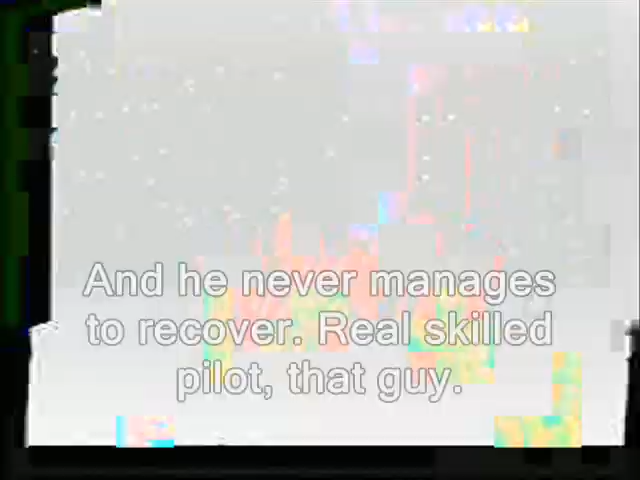 And he never manages
to recover. Real skilled
pilot, that guy.